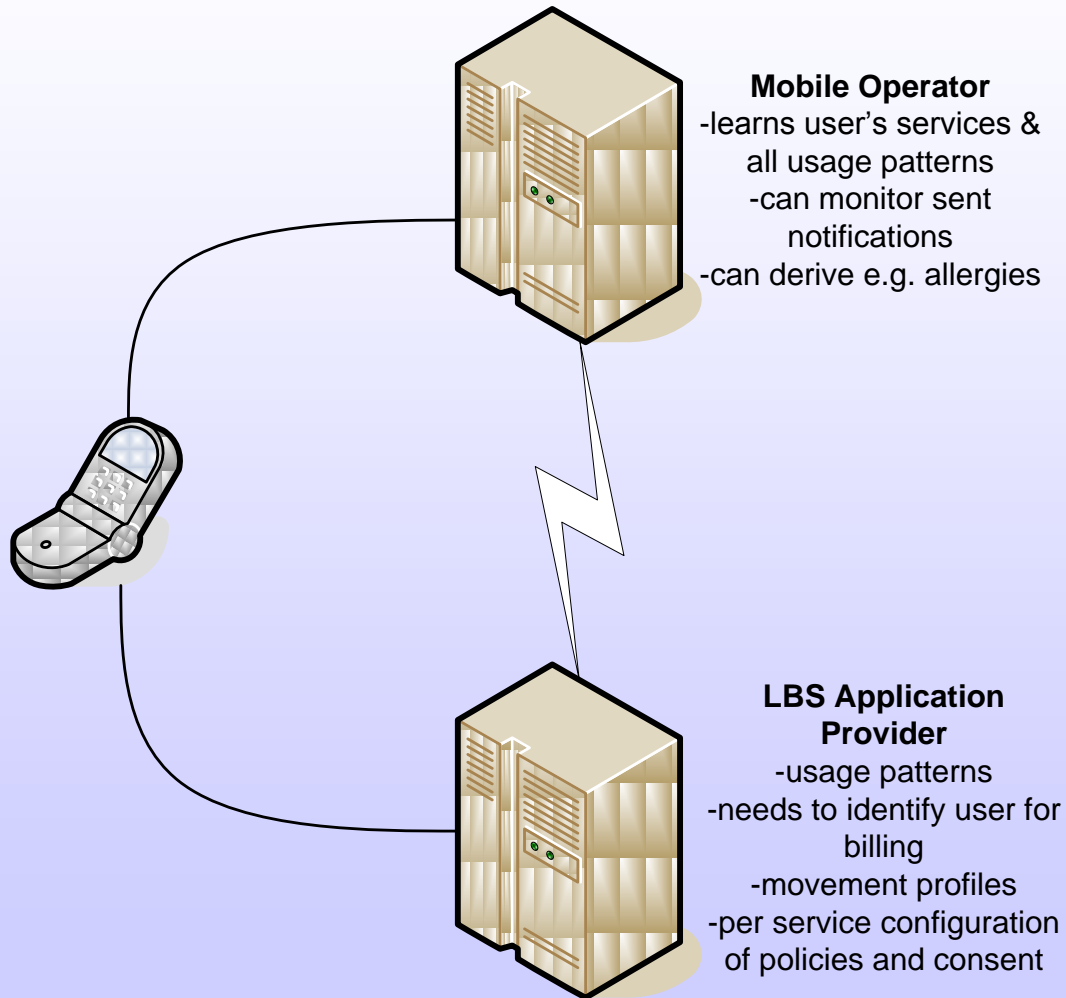 Mobile Operator
-learns user’s services &
all usage patterns
-can monitor sent
notifications
-can derive e.g. allergies
LBS Application
Provider
-usage patterns
-needs to identify user for
billing
-movement profiles
-per service configuration
of policies and consent